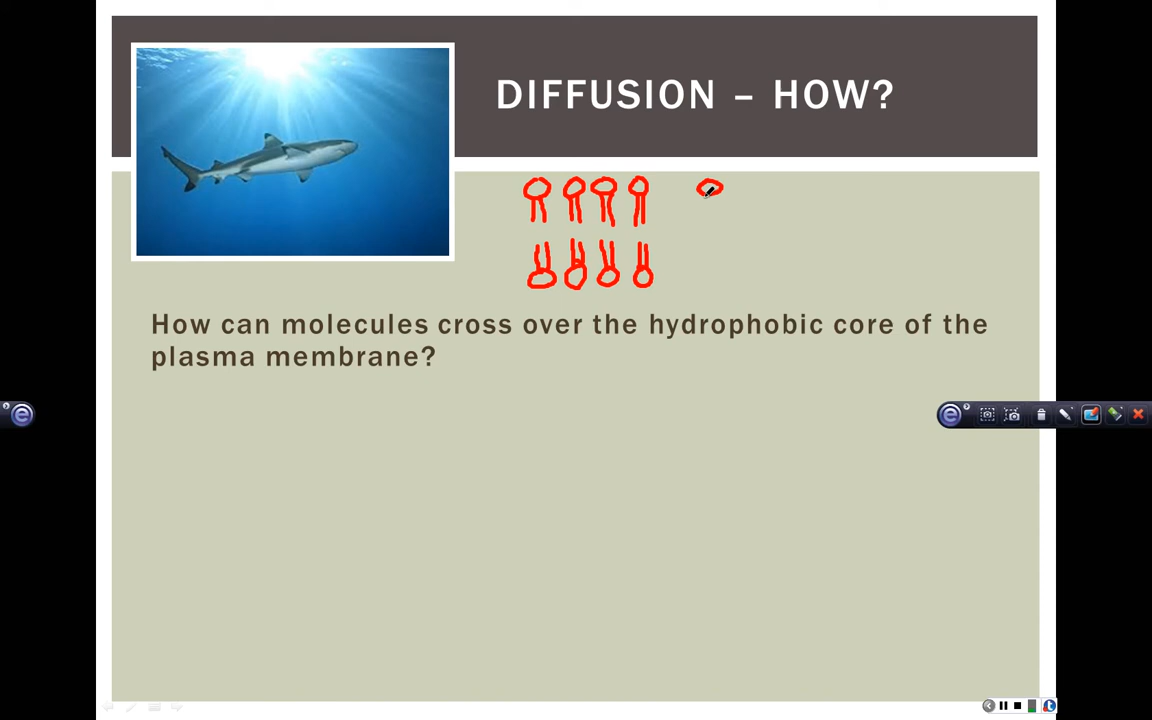 DIFFUSION – HOW?
How can molecules cross over the hydrophobic core of the
plasma membrane?